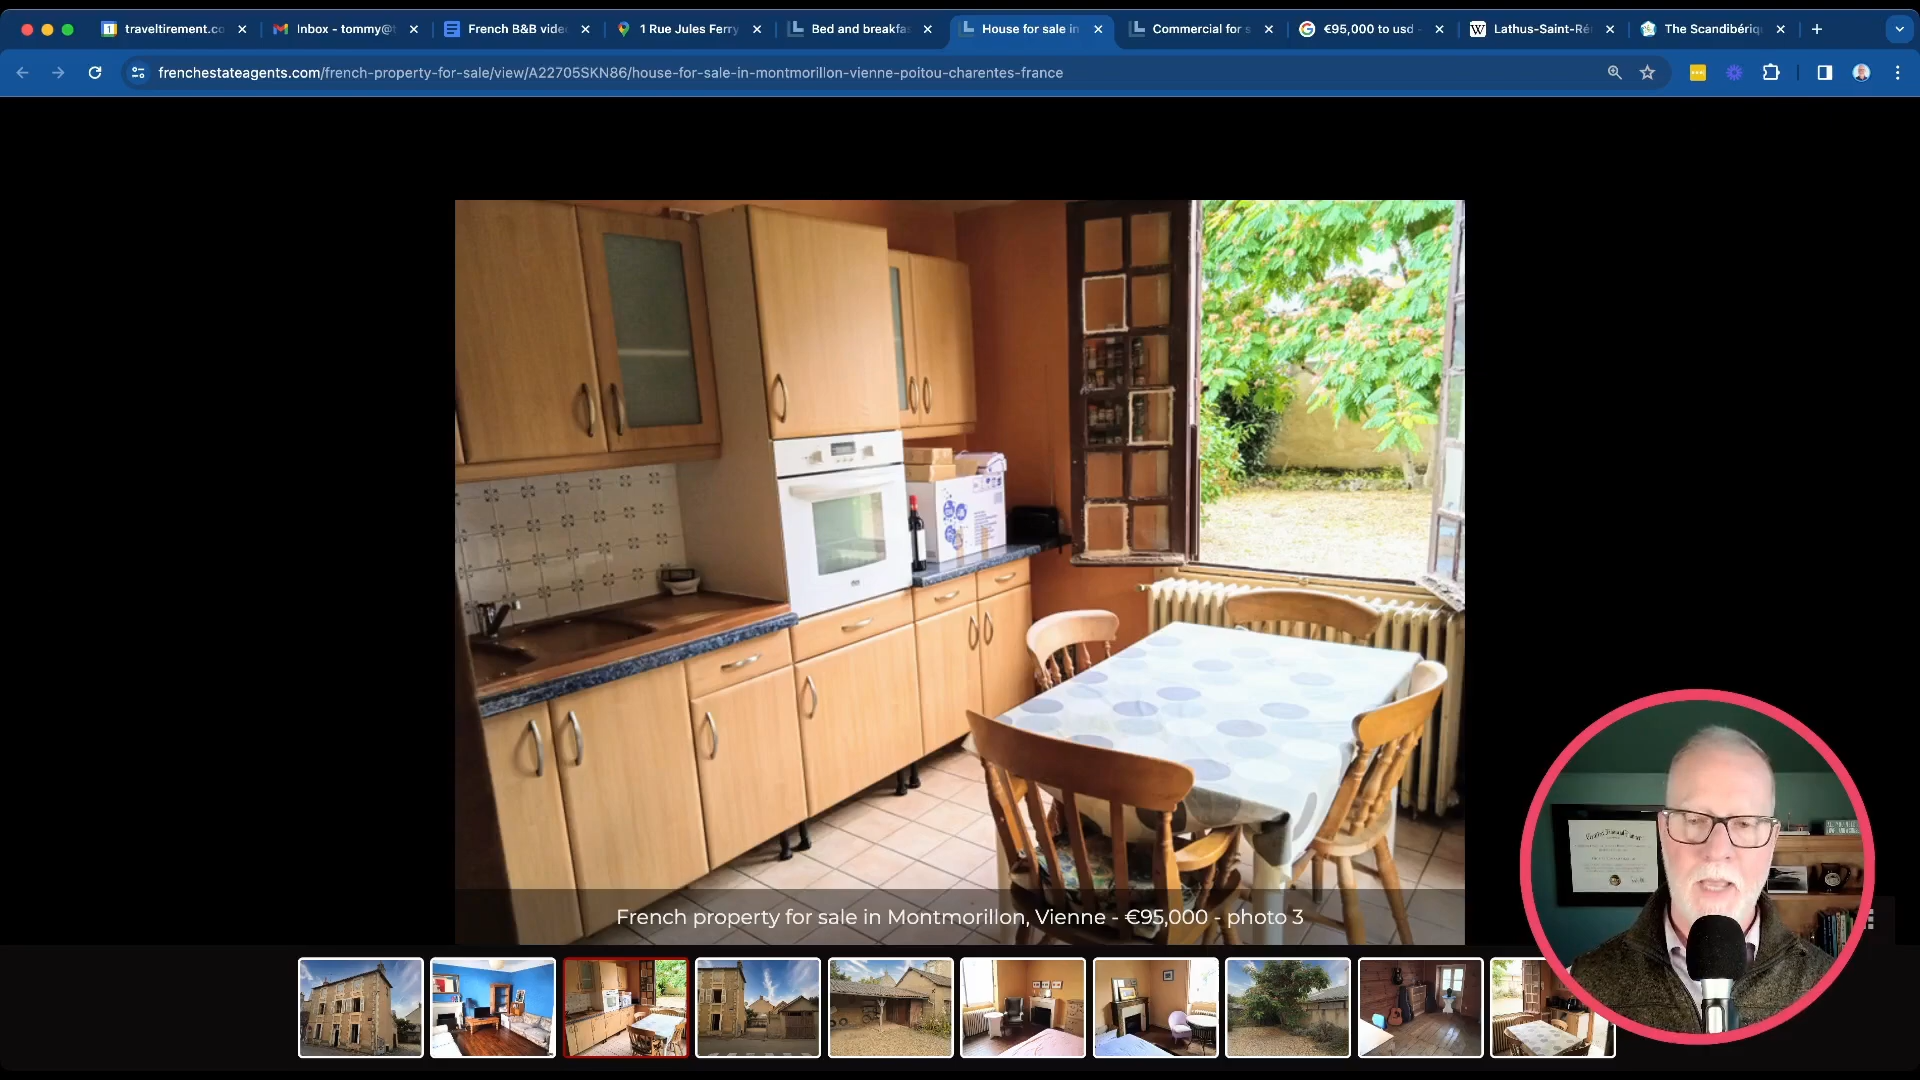 traveltirement.co
Inbox - tommy@t
French B&B vide
1 Rue Jules Ferry
Bed and breakfas
House for sale in
Commercial for s
€95,000 to usd -
Lathus-Saint-Ré
The Scandibériq
frenchestateagents.com/french-property-for-sale/view/A22705SKN86/house-for-sale-in-montmorillon-vienne-poitou-charentes-france
French property for sale in Montmorillon, Vienne - €95,000 - photo 3